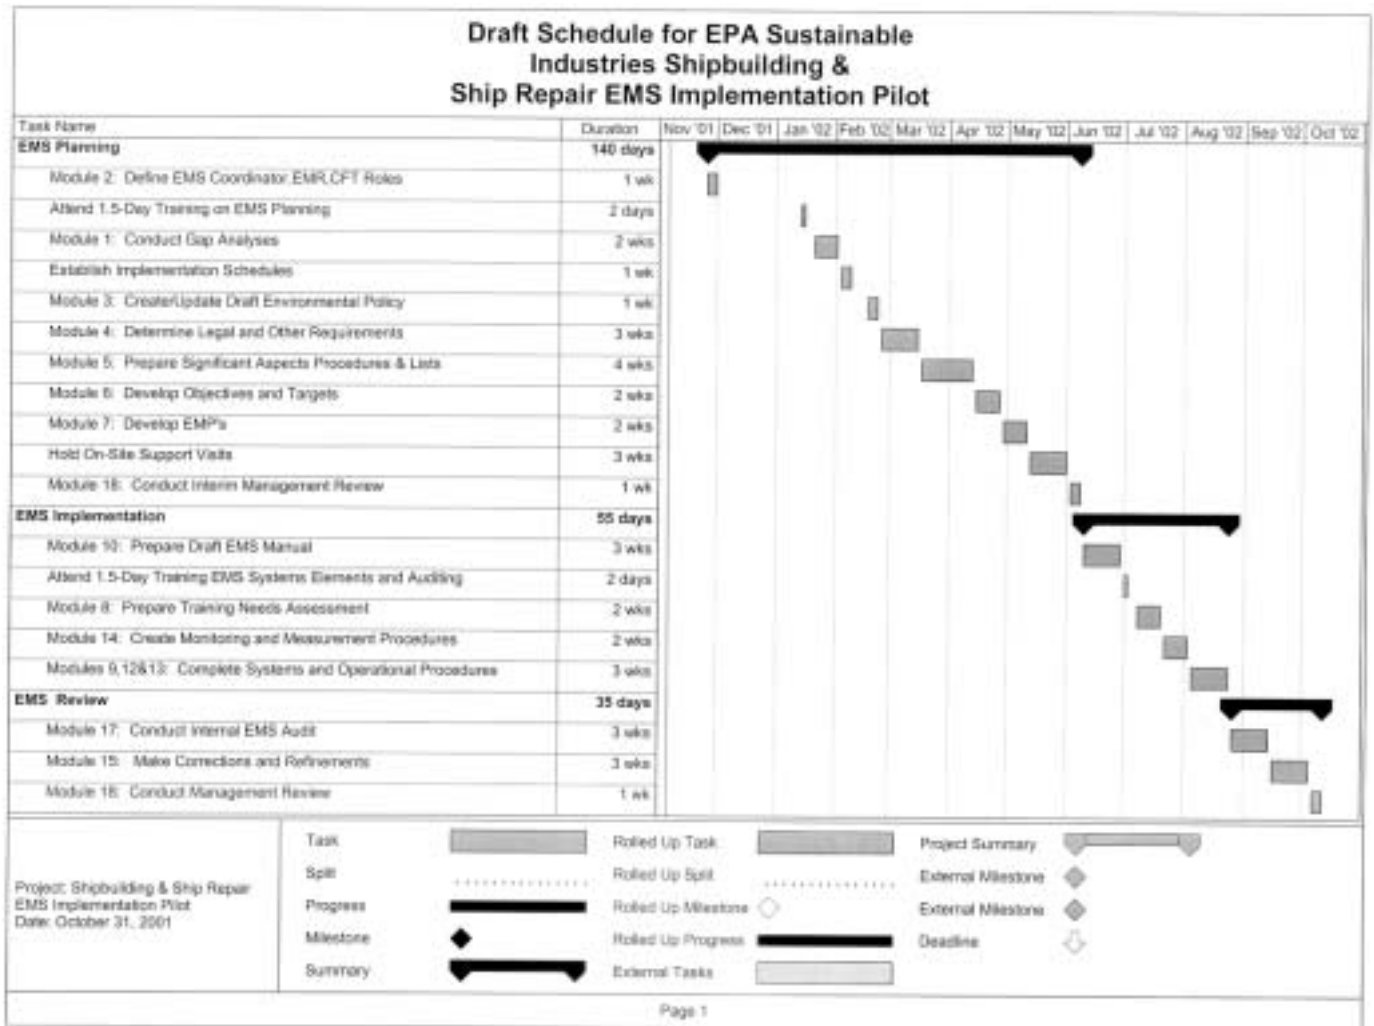 Draft Schedule for EPA Sustainable
Industries Shipbuilding &
Ship Repair EMS Implementation Pilot
Task Name Duration Nov '01 Dec '01 Jan '02 Feb '02 Mar '02 Apr '02 May '02 Jun '02 Jul '02 Aug '02 Sep '02 Oct '02
EMS Planning 140 days
Module 2: Define EMS Coordinator,EMR,CFT Roles 1 wk
Attend 1.5-Day Training on EMS Planning 2 days
Module 1: Conduct Gap Analyses 2 wks
Establish Implementation Schedules 1 wk
Module 3: Create/Update Draft Environmental Policy 1 wk
Module 4: Determine Legal and Other Requirements 3 wks
Module 5: Prepare Significant Aspects Procedures & Lists 4 wks
Module 6: Develop Objectives and Targets 2 wks
Module 7: Develop EMP's 2 wks
Hold On-Site Support Visits 3 wks
Module 18: Conduct Interim Management Review 1 wk
EMS Implementation 55 days
Module 10: Prepare Draft EMS Manual 3 wks
Attend 1.5-Day Training EMS Systems Elements and Auditing 2 days
Module 8: Prepare Training Needs Assessment 2 wks
Module 14: Create Monitoring and Measurement Procedures 2 wks
Modules 9,12&13: Complete Systems and Operational Procedures 3 wks
EMS Review 35 days
Module 17: Conduct Internal EMS Audit 3 wks
Module 15: Make Corrections and Refinements 3 wks
Module 18: Conduct Management Review 1 wk
Project: Shipbuilding & Ship Repair
EMS Implementation Pilot
Date: October 31, 2001
Task Rolled Up Task Project Summary
Split Rolled Up Split External Milestone
Progress Rolled Up Milestone External Milestone
Milestone Rolled Up Progress Deadline
Summary External Tasks
Page 1